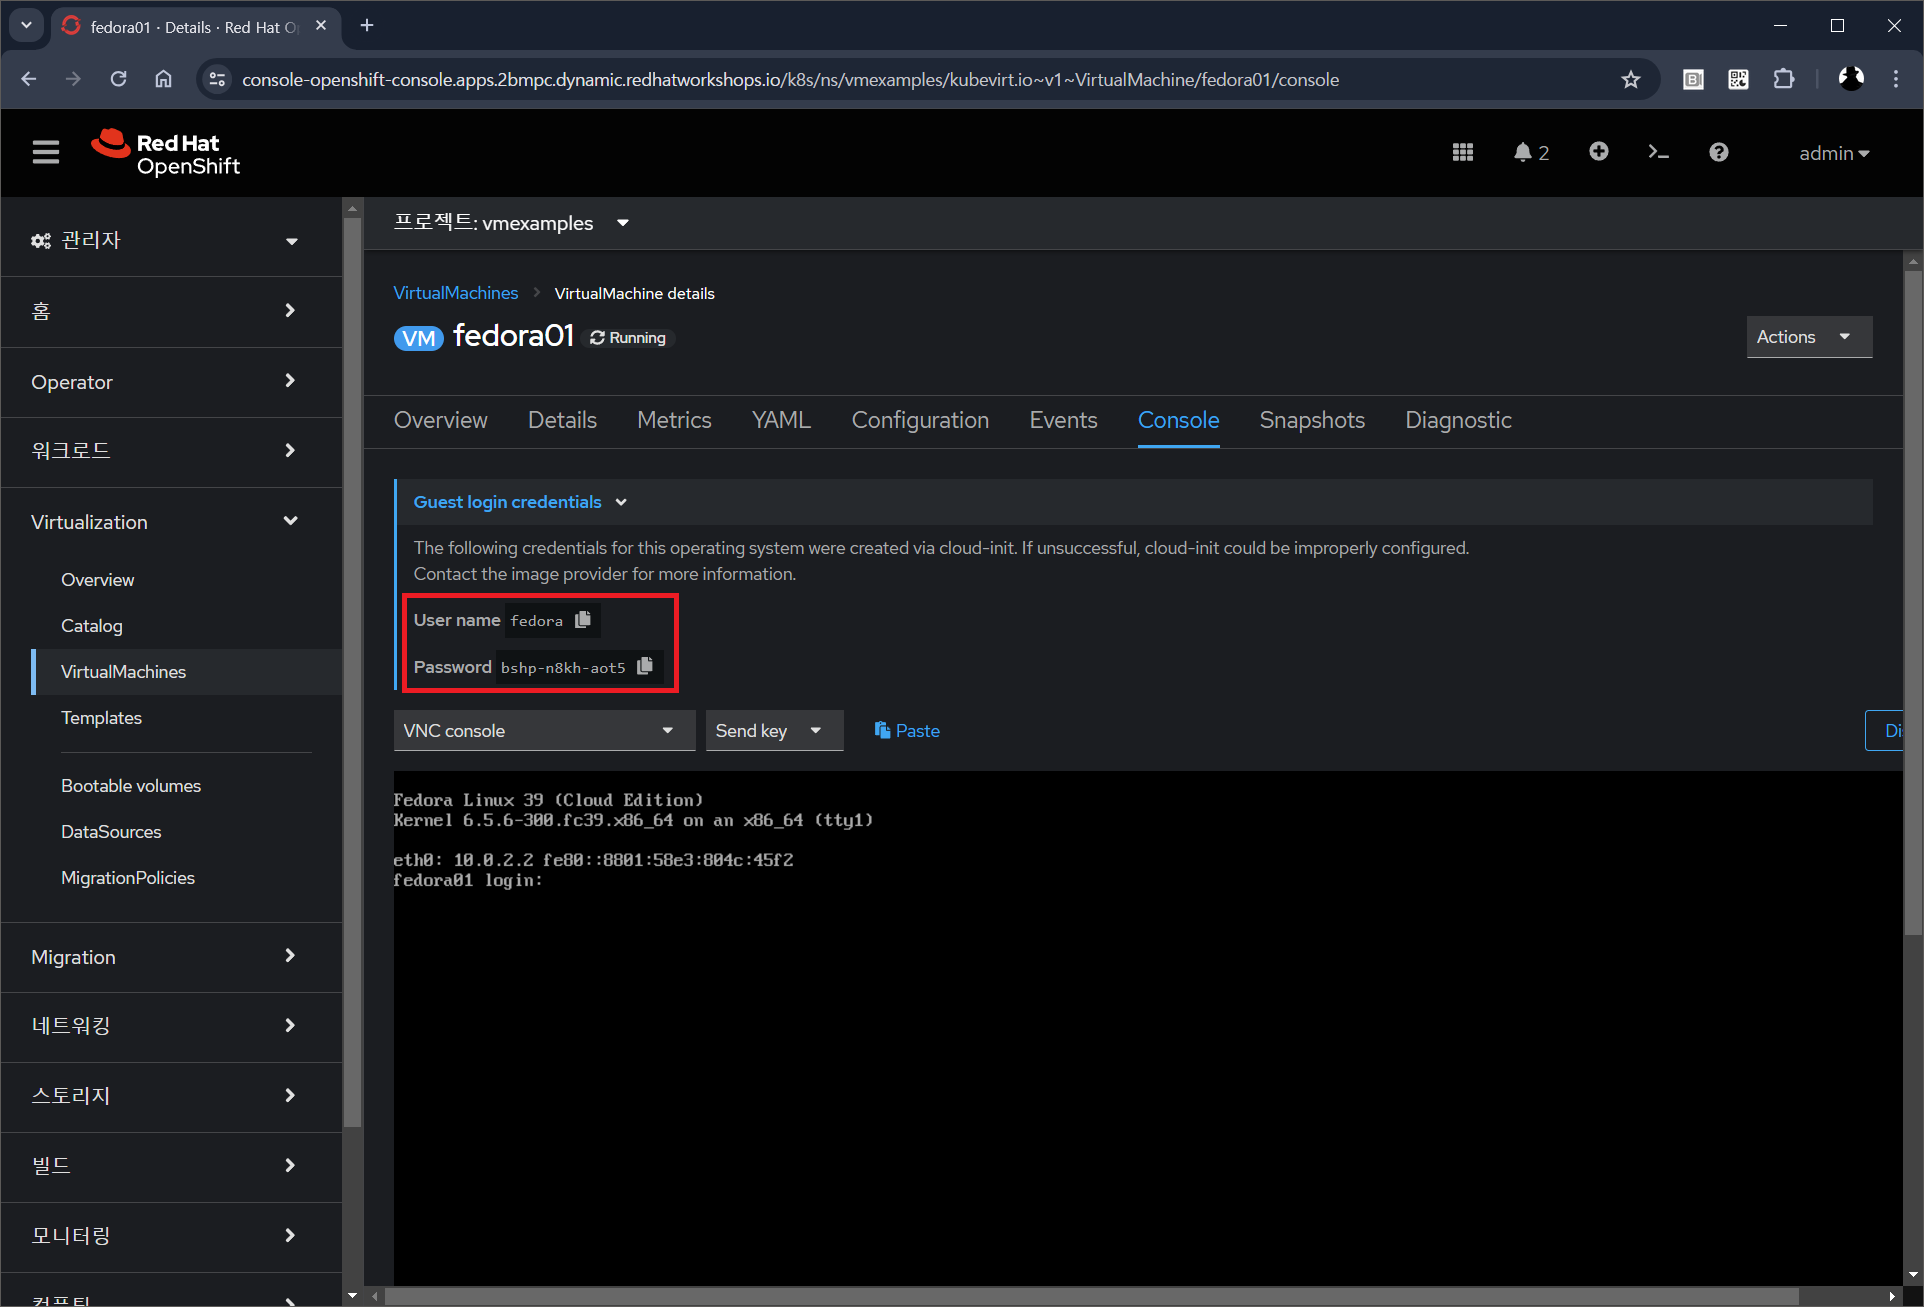 fedora01 · Details · Red Hat O
console-openshift-console.apps.2bmpc.dynamic.redhatworkshops.io/k8s/ns/vmexamples/kubevirt.io~v1~VirtualMachine/fedora01/console
Red Hat
OpenShift
2
admin
관리자
홈
Operator
워크로드
Virtualization
Overview
Catalog
VirtualMachines
Templates
Bootable volumes
DataSources
MigrationPolicies
Migration
네트워킹
스토리지
빌드
모니터링
컴퓨팅
프로젝트: vmexamples
VirtualMachines VirtualMachine details
VM fedora01 Running
Actions
Overview Details Metrics YAML Configuration Events Console Snapshots Diagnostic
Guest login credentials
The following credentials for this operating system were created via cloud-init. If unsuccessful, cloud-init could be improperly configured.
Contact the image provider for more information.
User name fedora
Password bshp-n8kh-aot5
VNC console Send key Paste Di
Fedora Linux 39 (Cloud Edition)
Kernel 6.5.6-300.fc39.x86_64 on an x86_64 (tty1)
eth0: 10.0.2.2 fe80::8801:58e3:804c:45f2
fedora01 login: